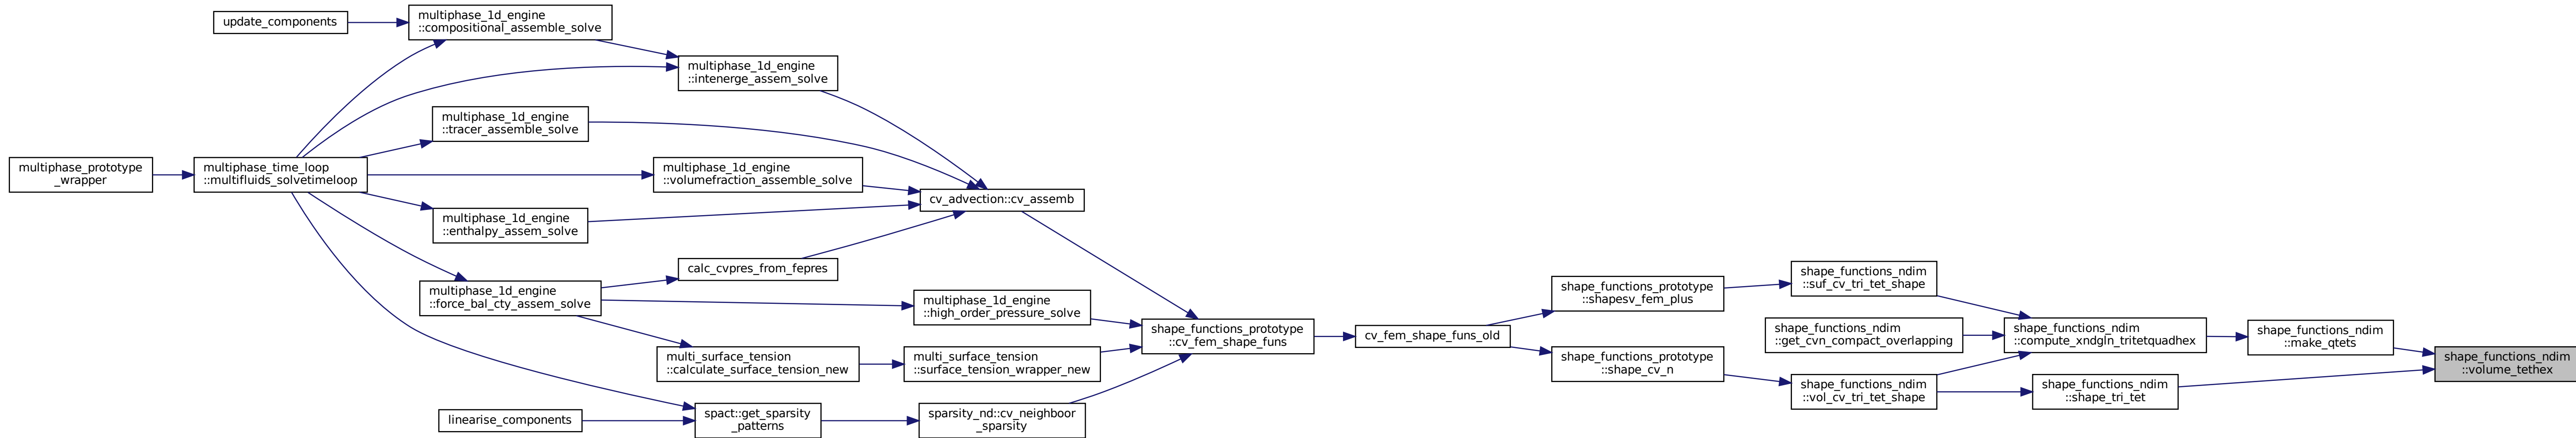 update_components
multiphase_1d_engine
::compositional_assemble_solve
multiphase_1d_engine
::intenerge_assem_solve
multiphase_1d_engine
::tracer_assemble_solve
multiphase_prototype
_wrapper
multiphase_time_loop
::multifluids_solvetimeloop
multiphase_1d_engine
::volumefraction_assemble_solve
cv_advection::cv_assemb
multiphase_1d_engine
::enthalpy_assem_solve
calc_cvpres_from_fepres
multiphase_1d_engine
::force_bal_cty_assem_solve
multiphase_1d_engine
::high_order_pressure_solve
multi_surface_tension
::calculate_surface_tension_new
multi_surface_tension
::surface_tension_wrapper_new
linearise_components
spact::get_sparsity
_patterns
sparsity_nd::cv_neighboor
_sparsity
shape_functions_prototype
::cv_fem_shape_funs
cv_fem_shape_funs_old
shape_functions_prototype
::shapesv_fem_plus
shape_functions_prototype
::shape_cv_n
shape_functions_ndim
::suf_cv_tri_tet_shape
shape_functions_ndim
::get_cvn_compact_overlapping
shape_functions_ndim
::vol_cv_tri_tet_shape
shape_functions_ndim
::compute_xndgln_tritetquadhex
shape_functions_ndim
::shape_tri_tet
shape_functions_ndim
::make_qtets
shape_functions_ndim
::volume_tethex